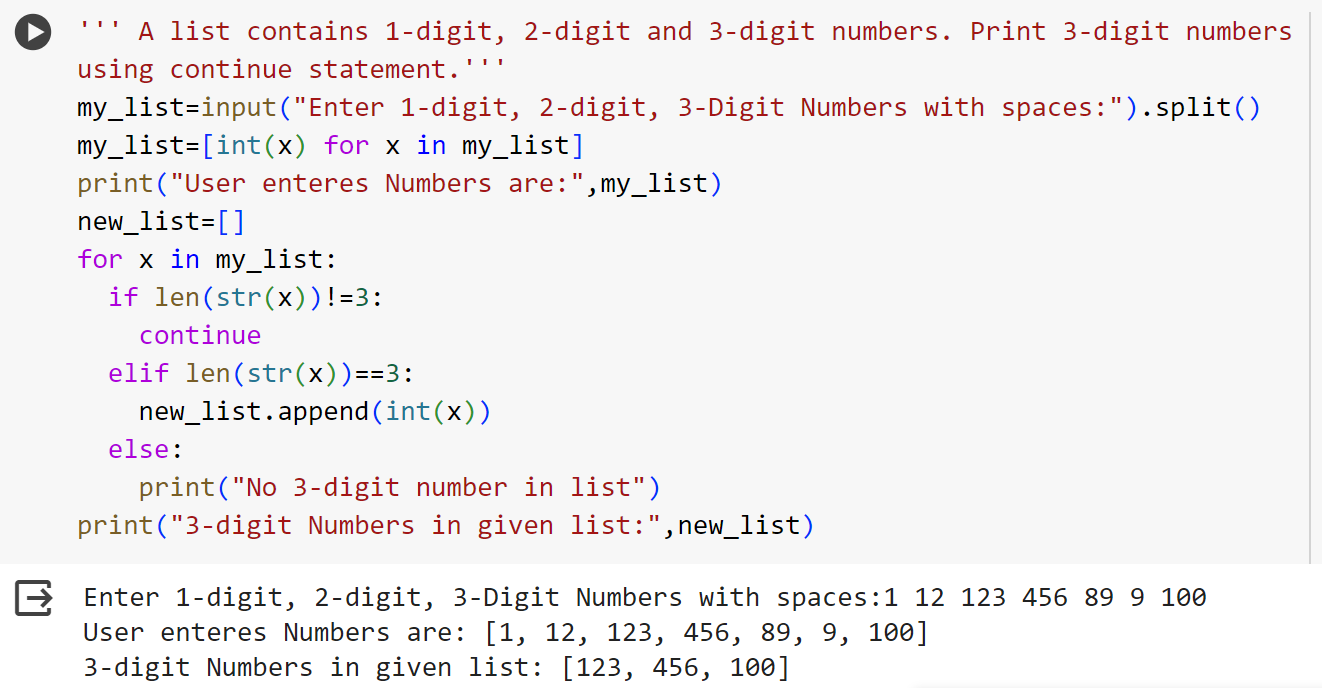 ''' A list contains 1-digit, 2-digit and 3-digit numbers. Print 3-digit numbers
using continue statement.'''
my_list=input("Enter 1-digit, 2-digit, 3-Digit Numbers with spaces:").split()
my_list=[int(x) for x in my_list]
print("User enteres Numbers are:",my_list)
new_list=[]
for x in my_list:
  if len(str(x))!=3:
    continue
  elif len(str(x))==3:
    new_list.append(int(x))
  else:
    print("No 3-digit number in list")
print("3-digit Numbers in given list:",new_list)
Enter 1-digit, 2-digit, 3-Digit Numbers with spaces:1 12 123 456 89 9 100
User enteres Numbers are: [1, 12, 123, 456, 89, 9, 100]
3-digit Numbers in given list: [123, 456, 100]